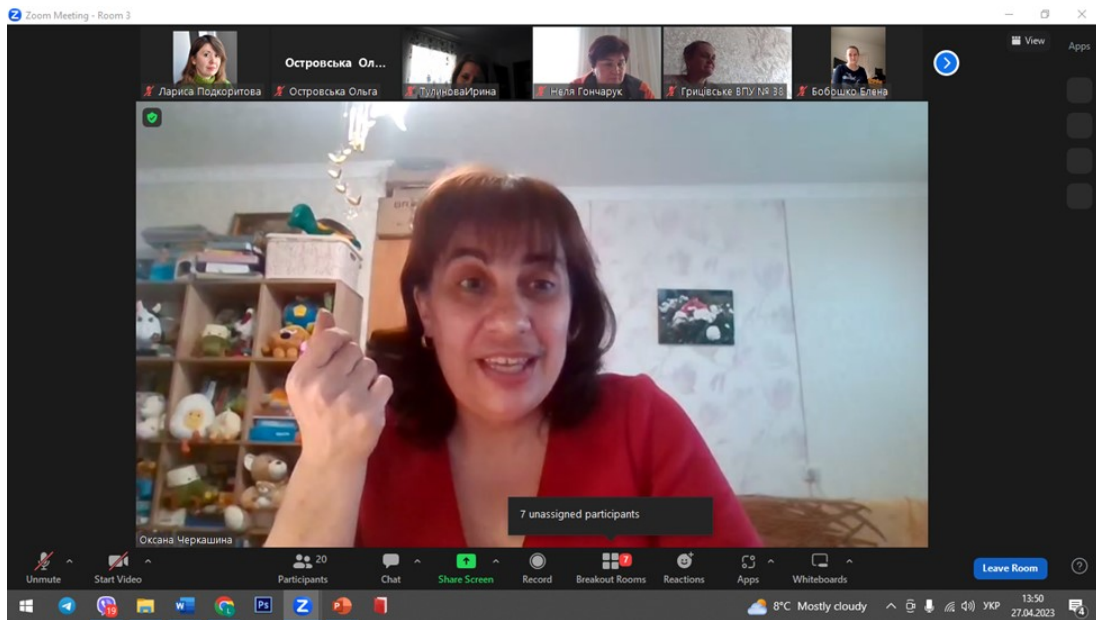 Zoom Meeting - Room 3
View
Apps
Островська Ол...
Лариса Подкоритова
Островська Ольга
ТулиноваИрина
Неля Гончарук
Грицівське ВПУ № 38
Бобошко Елена
7 unassigned participants
Оксана Черкашина
20
7
Unmute
Start Video
Participants
Chat
Share Screen
Record
Breakout Rooms
Reactions
Apps
Whiteboards
Leave Room
19
8°C Mostly cloudy
УКР
13:50
27.04.2023
4